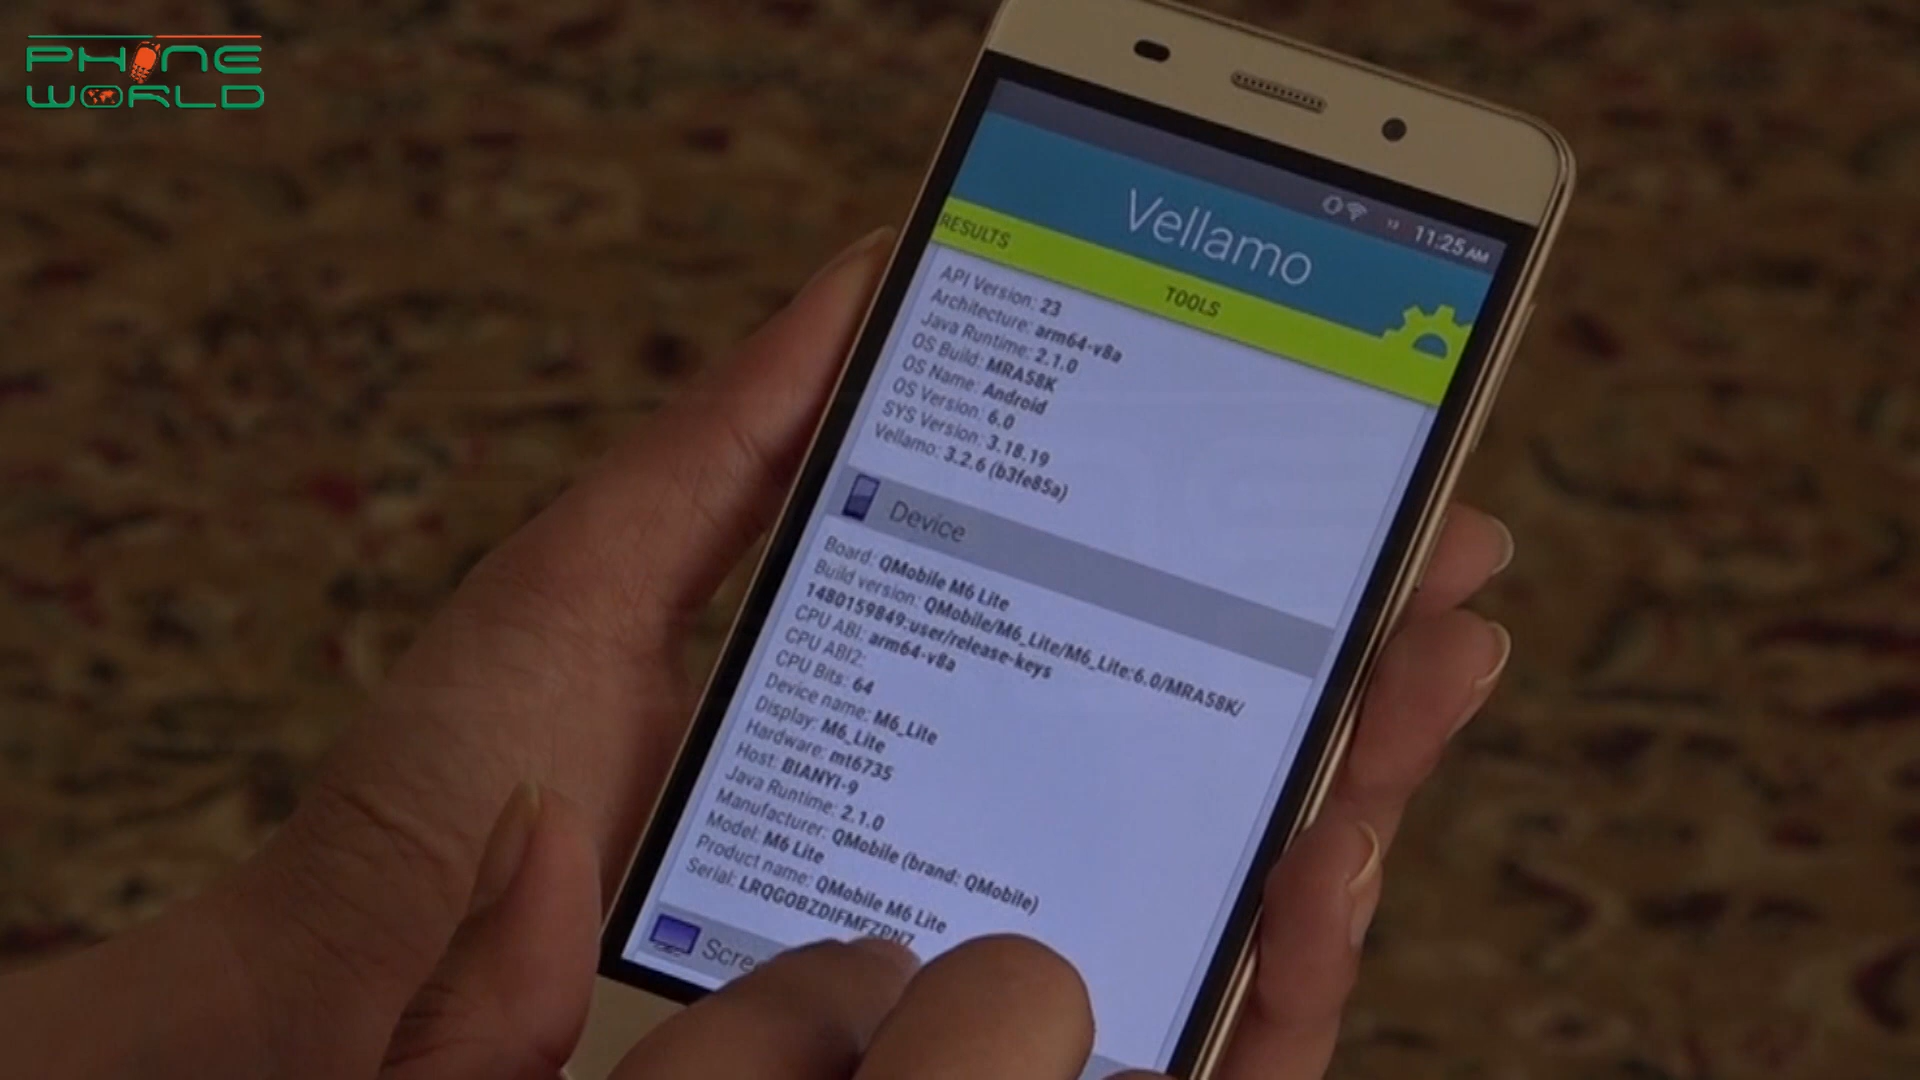 PHONE
WORLD
11:25 AM
Vellamo
RESULTS
TOOLS
API Version: 23
Architecture: arm64-v8a
Java Runtime: 2.1.0
OS Build: MRA58K
OS Name: Android
OS Version: 6.0
SYS Version: 3.18.19
Vellamo: 3.2.6 (b3fe85a)
Device
Board: QMobile M6 Lite
Build version: QMobile/M6_Lite/M6_Lite:6.0/MRA58K/
1480159849:user/release-keys
CPU ABI: arm64-v8a
CPU ABI2:
CPU Bits: 64
Device name: M6_Lite
Display: M6_Lite
Hardware: mt6735
Host: BIANYI-9
Java Runtime: 2.1.0
Manufacturer: QMobile (brand: QMobile)
Model: M6 Lite
Product name: QMobile M6 Lite
Serial: